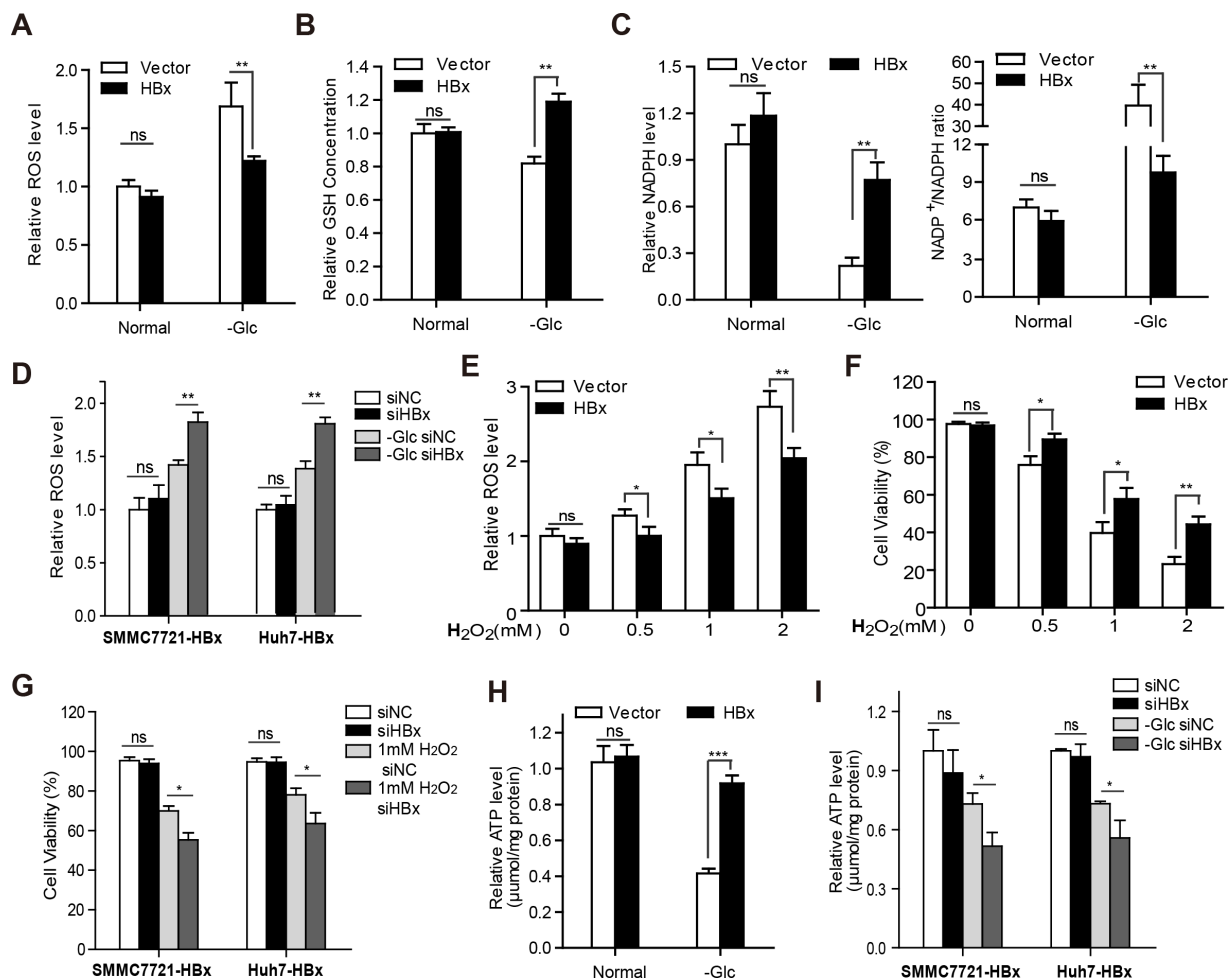 A
Vector
HBx
Relative ROS level
2.0
1.5
1.0
0.5
0.0
ns
**
Normal
-Glc
B
Vector
HBx
Relative GSH Concentration
1.4
1.2
1.0
0.8
0.6
0.4
0.2
0.0
ns
**
Normal
-Glc
C
Vector
HBx
Relative NADPH level
1.5
1.2
0.9
0.6
0.3
0.0
ns
**
Normal
-Glc
Vector
HBx
NADP +/NADPH ratio
60
50
40
30
12
9
6
3
0
ns
**
Normal
-Glc
D
siNC
siHBx
-Glc siNC
-Glc siHBx
Relative ROS level
2.0
1.5
1.0
0.5
0.0
ns
**
ns
**
SMMC7721-HBx
Huh7-HBx
E
Vector
HBx
Relative ROS level
3
2
1
0
ns
*
*
**
H2O2(mM)
0
0.5
1
2
F
Vector
HBx
Cell Viability (%)
120
100
80
60
40
20
0
ns
*
*
**
H2O2(mM)
0
0.5
1
2
G
siNC
siHBx
1mM H2O2
siNC
1mM H2O2
siHBx
Cell Viability (%)
120
100
80
60
40
20
0
ns
*
ns
*
SMMC7721-HBx
Huh7-HBx
H
Vector
HBx
Relative ATP level
(μumol/mg protein)
1.2
1.0
0.8
0.6
0.4
0.2
0.0
ns
***
Normal
-Glc
I
siNC
siHBx
-Glc siNC
-Glc siHBx
Relative ATP level
(μumol/mg protein)
1.2
0.9
0.6
0.3
0.0
ns
*
ns
*
SMMC7721-HBx
Huh7-HBx